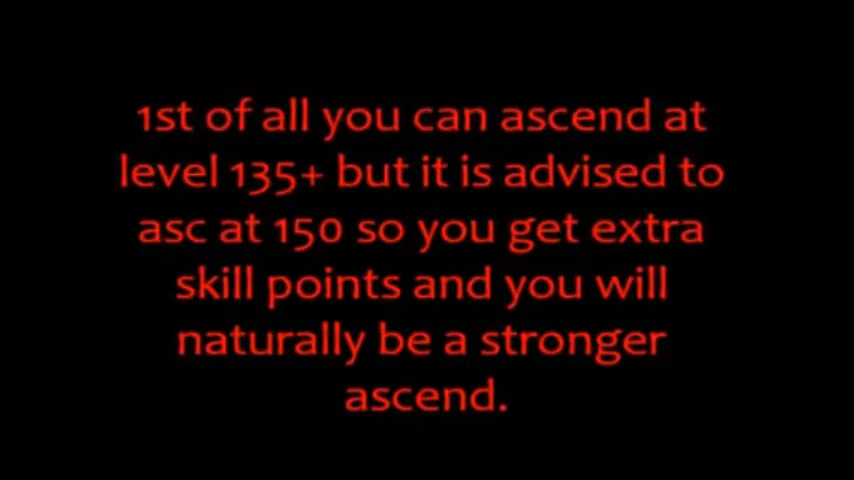 1st of all you can ascend at
level 135+ but it is advised to
asc at 150 so you get extra
skill points and you will
naturally be a stronger
ascend.